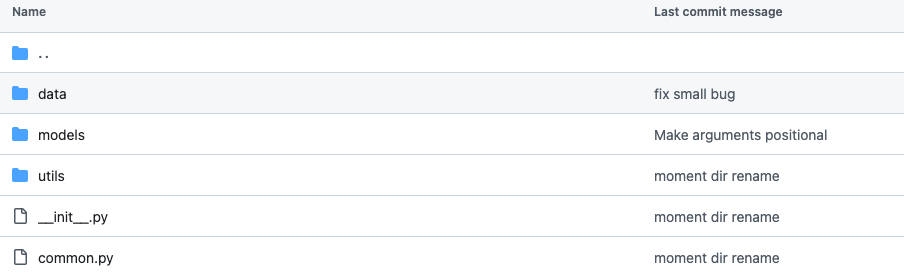 Name Last commit message
..
data fix small bug
models Make arguments positional
utils moment dir rename
__init__.py moment dir rename
common.py moment dir rename